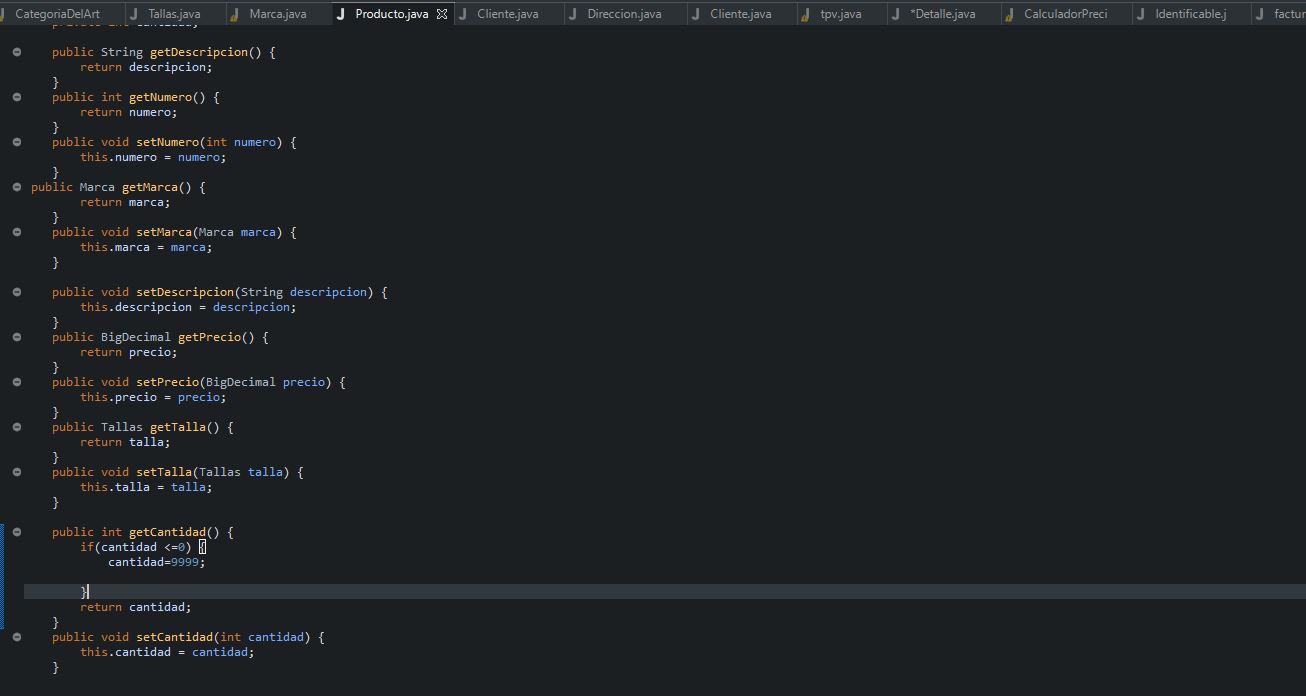 CategoriaDelArt Tallas.java Marca.java Producto.java Cliente.java Direccion.java Cliente.java tpv.java *Detalle.java CalculadorPreci Identificable.j factur
public String getDescripcion() {
return descripcion;
}
public int getNumero() {
return numero;
}
public void setNumero(int numero) {
this.numero = numero;
}
public Marca getMarca() {
return marca;
}
public void setMarca(Marca marca) {
this.marca = marca;
}
public void setDescripcion(String descripcion) {
this.descripcion = descripcion;
}
public BigDecimal getPrecio() {
return precio;
}
public void setPrecio(BigDecimal precio) {
this.precio = precio;
}
public Tallas getTalla() {
return talla;
}
public void setTalla(Tallas talla) {
this.talla = talla;
}
public int getCantidad() {
if(cantidad <=0) {
cantidad=9999;
}
return cantidad;
}
public void setCantidad(int cantidad) {
this.cantidad = cantidad;
}